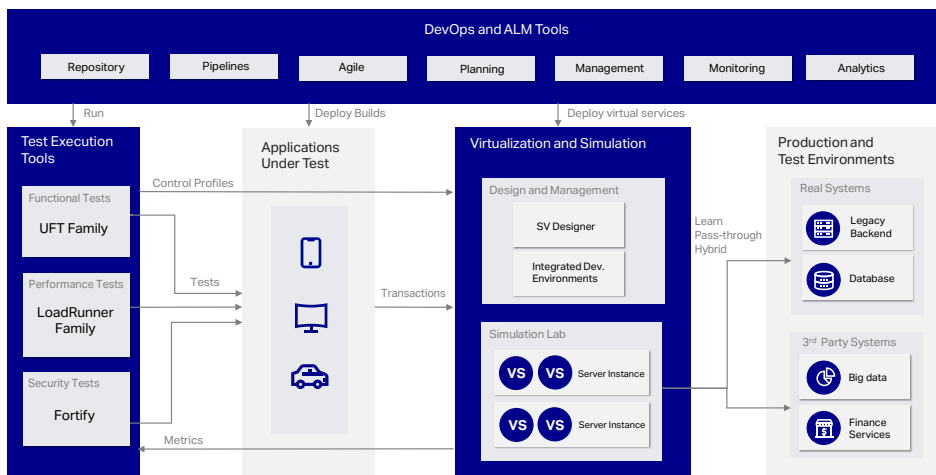 DevOps and ALM Tools
Repository
Pipelines
Agile
Planning
Management
Monitoring
Analytics
Run
Deploy Builds
Deploy virtual services
Test Execution
Tools
Functional Tests
UFT Family
Performance Tests
LoadRunner
Family
Security Tests
Fortify
Control Profiles
Tests
Metrics
Applications
Under Test
Transactions
Virtualization and Simulation
Design and Management
SV Designer
Integrated Dev.
Environments
Simulation Lab
VS VS Server Instance
VS VS Server Instance
Learn
Pass-through
Hybrid
Production and
Test Environments
Real Systems
Legacy
Backend
Database
3rd Party Systems
Big data
$
Finance
Services